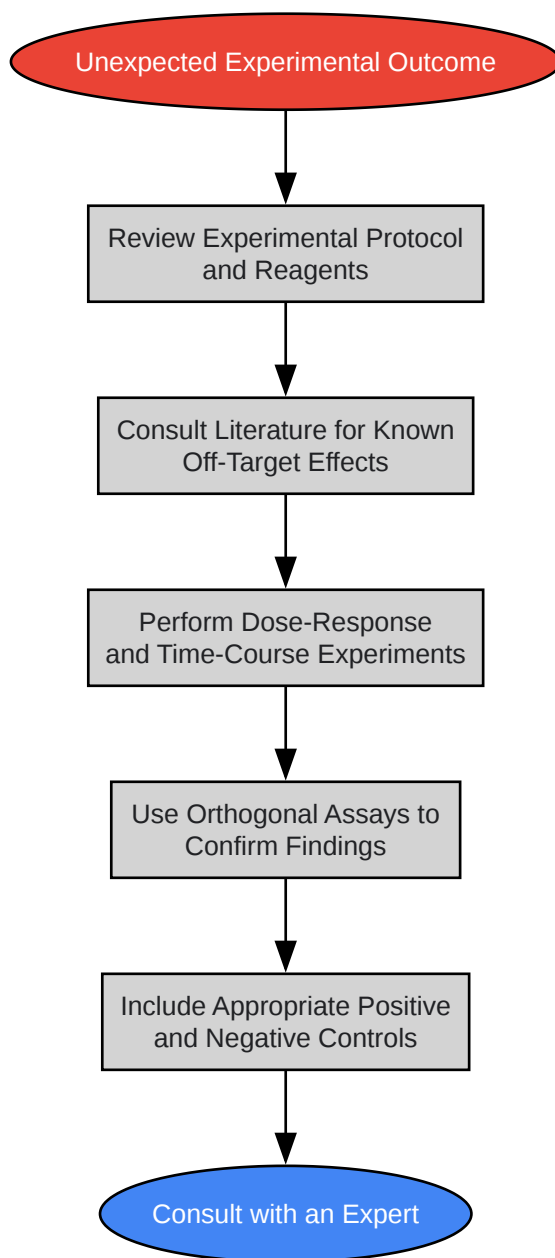 Unexpected Experimental Outcome
Review Experimental Protocol
and Reagents
Consult Literature for Known
Off-Target Effects
Perform Dose-Response
and Time-Course Experiments
Use Orthogonal Assays to
Confirm Findings
Include Appropriate Positive
and Negative Controls
Consult with an Expert